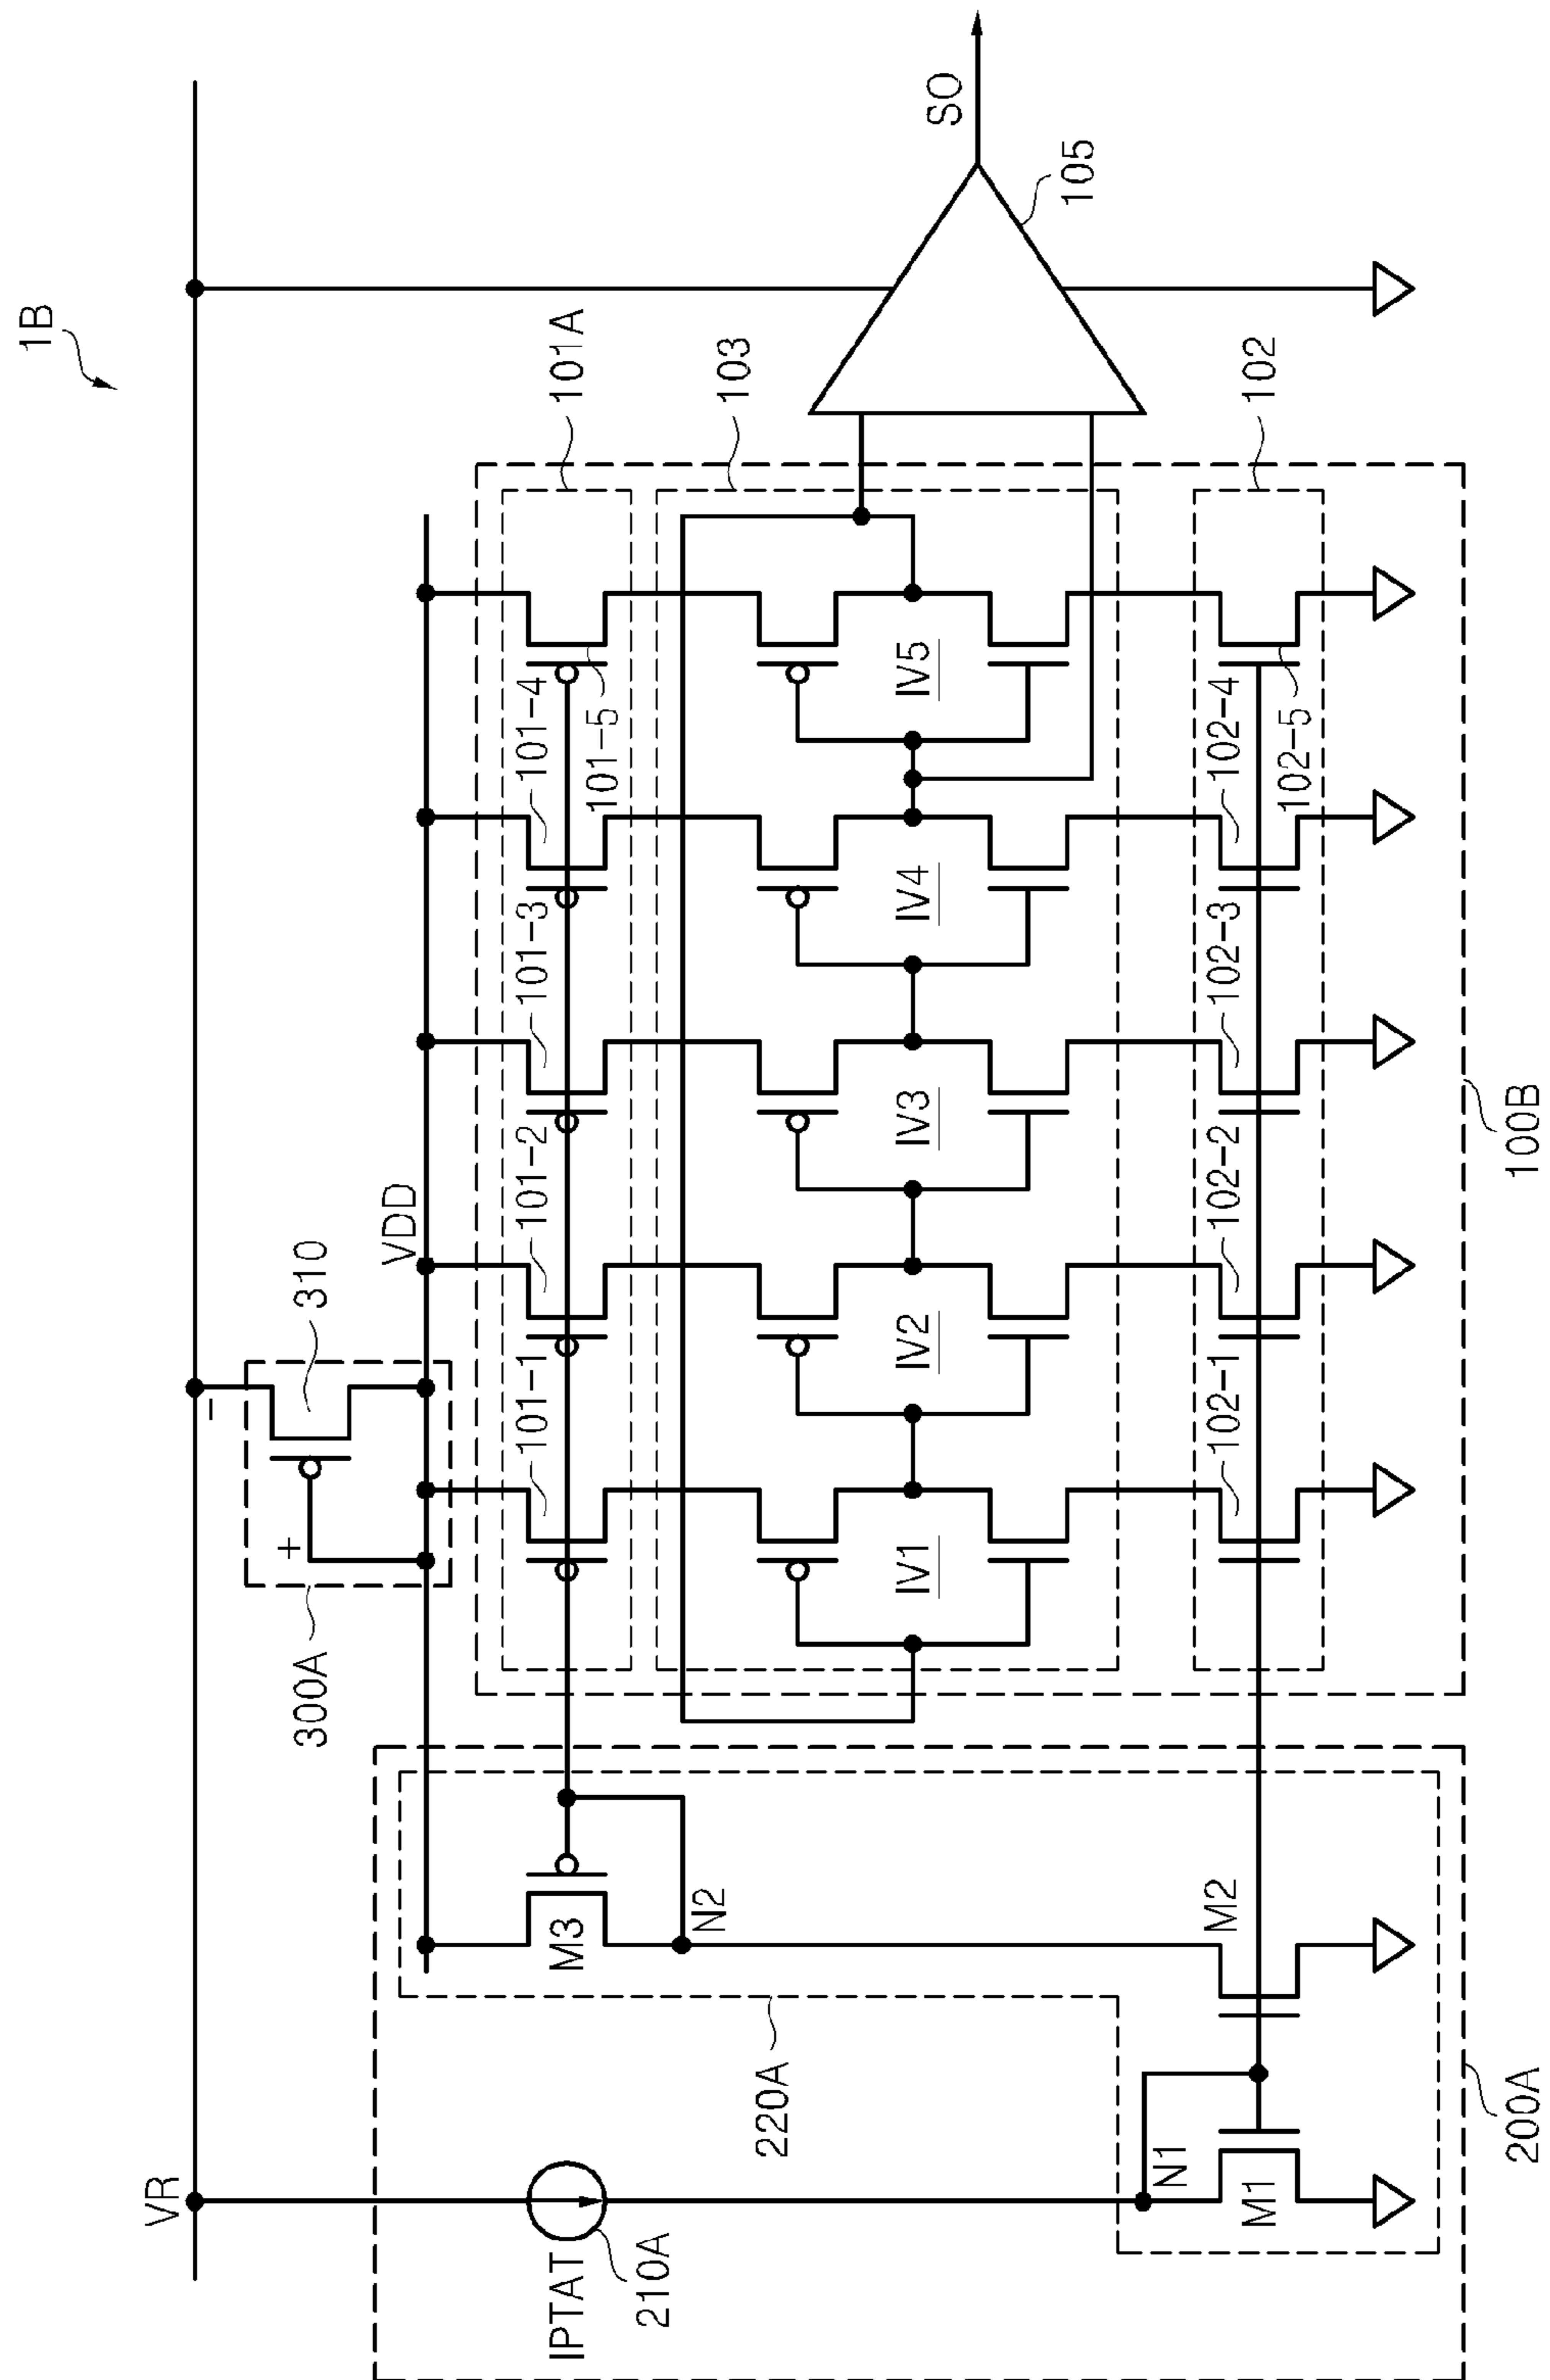 1B
VR
300A
310
VDD
SO
105
101A
103
102
101-1
101-2
101-3
101-4
101-5
+
−
IPTAT
210A
M3
N2
220A
IV1
IV2
IV3
IV4
IV5
N1
M1
M2
102-1
102-2
102-3
102-4
102-5
200A
100B